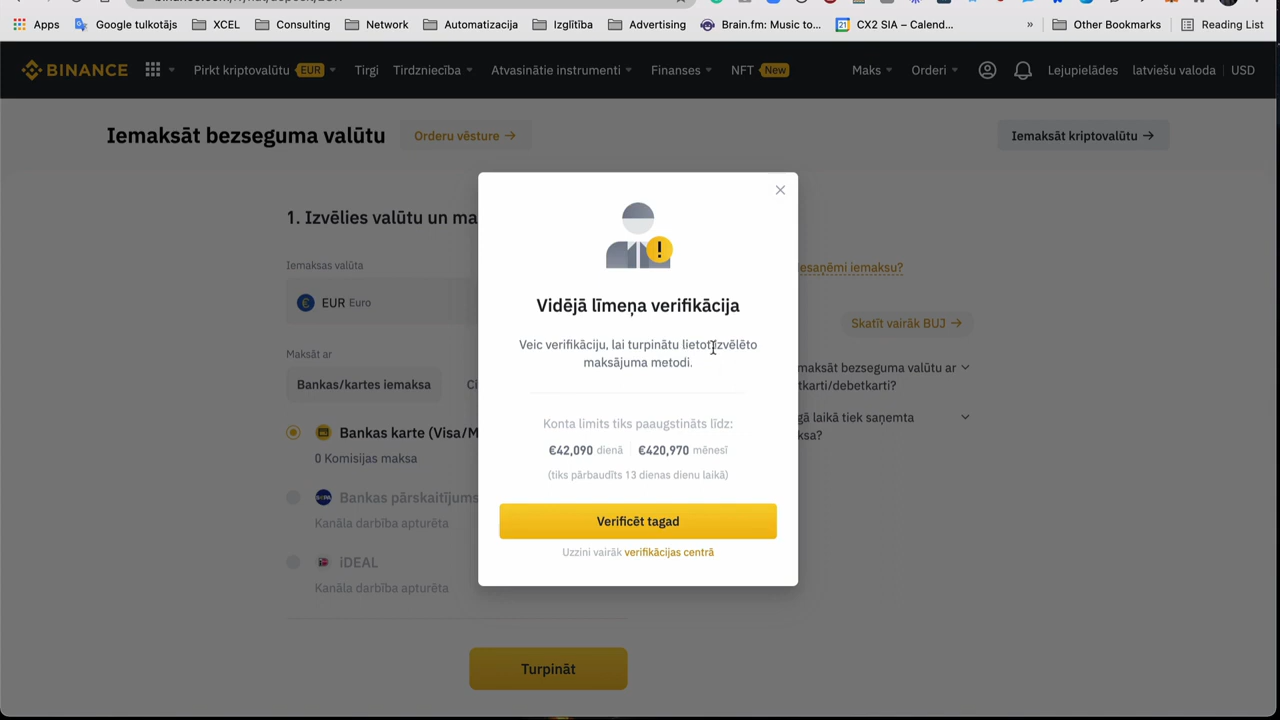 Apps Google tulkotājs XCEL Consulting Network Automatizacija Izglītība Advertising Brain.fm: Music to... CX2 SIA – Calend... » Other Bookmarks Reading List
BINANCE Pirkt kriptovalūtu EUR Tirgi Tirdzniecība Atvasinātie instrumenti Finanses NFT New Maks Orderi Lejupielādes latviešu valoda USD
Iemaksāt bezseguma valūtu Orderu vēsture → Iemaksāt kriptovalūtu →
1. Izvēlies valūtu un ma
Iemaksas valūta
EUR Euro
Maksāt ar
Bankas/kartes iemaksa
Bankas karte (Visa/M
0 Komisijas maksa
Bankas pārskaitījums
Kanāla darbība apturēta
iDEAL
Kanāla darbība apturēta
Turpināt
Vidējā līmeņa verifikācija
Veic verifikāciju, lai turpinātu lietot izvēlēto
maksājuma metodi.
Konta limits tiks paaugstināts līdz:
€42,090 dienā €420,970 mēnesī
(tiks pārbaudīts 13 dienas dienu laikā)
Verificēt tagad
Uzzini vairāk verifikācijas centrā
esaņēmi iemaksu?
Skatīt vairāk BUJ →
maksāt bezseguma valūtu ar
tkarti/debetkarti?
gā laikā tiek saņemta
ksa?